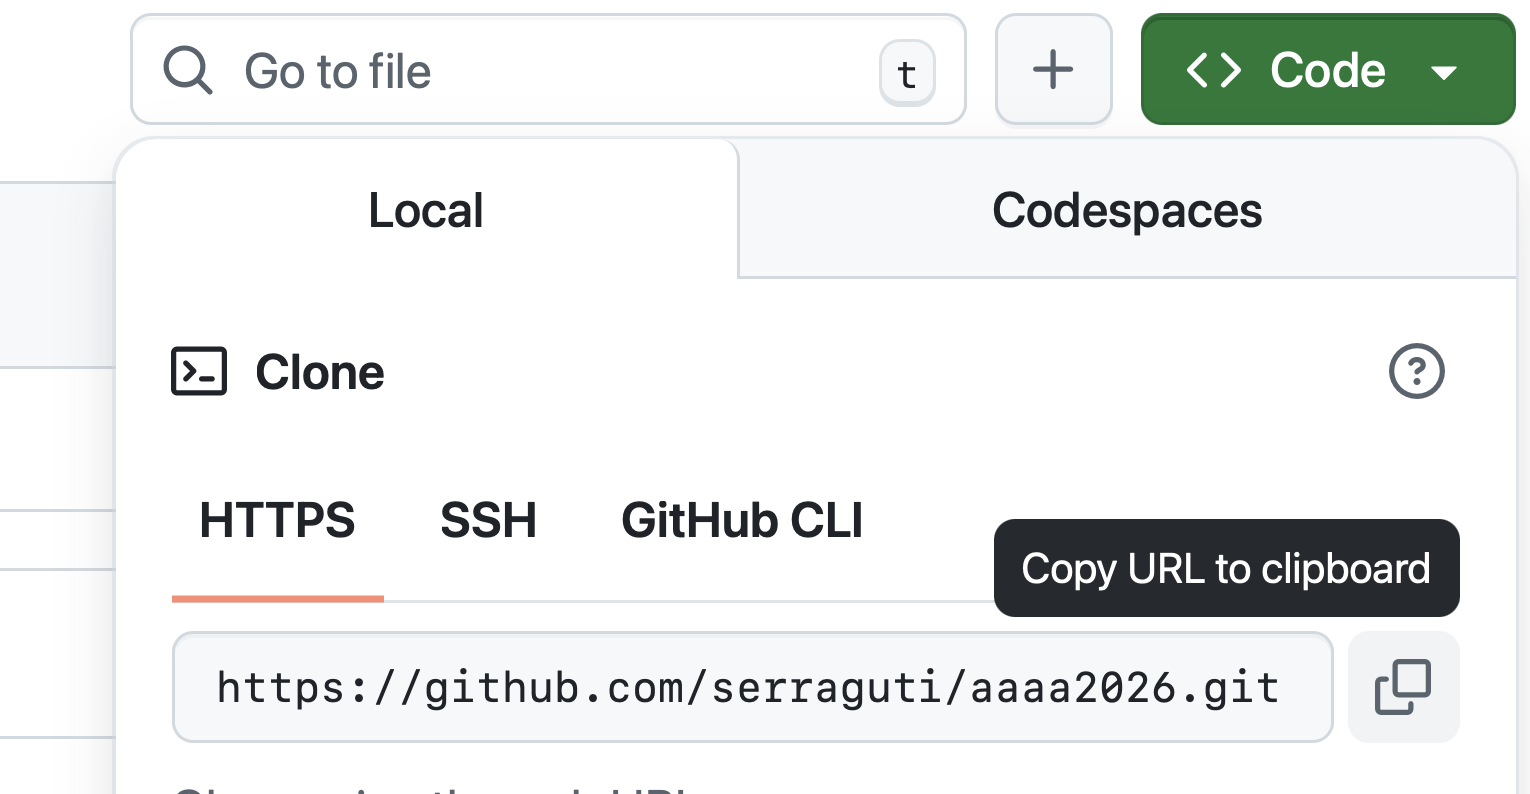 Go to file t Code
Local Codespaces
Clone
HTTPS SSH GitHub CLI
Copy URL to clipboard
https://github.com/serraguti/aaaa2026.git